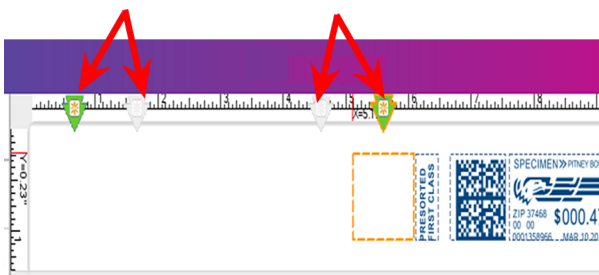 1 2 3 4 5 6 7 8
X=5.1
Y=0.23"
1
PRESORTED
FIRST CLASS
SPECIMEN>> PITNEY BO
ZIP 37468 $000.4
00 00
0001358966 MAR 10 20